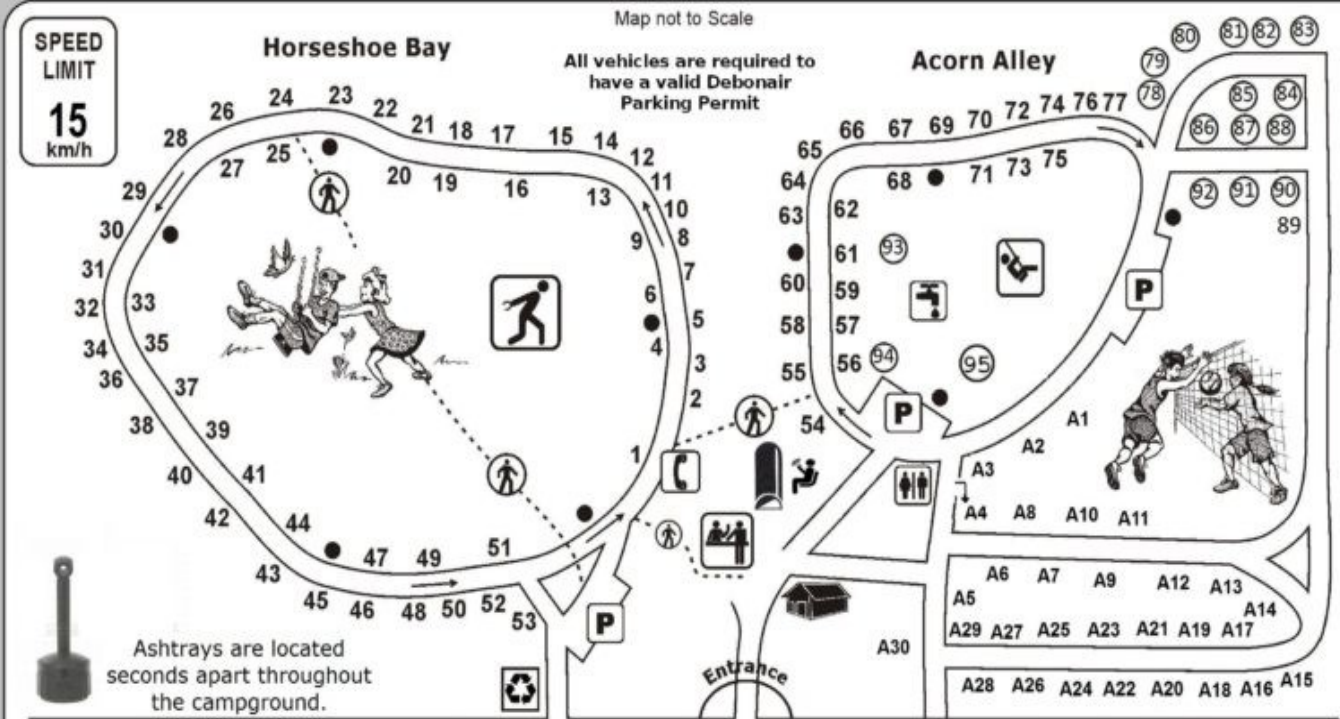 SPEED
LIMIT
15
km/h
Map not to Scale
Horseshoe Bay
All vehicles are required to
have a valid Debonair
Parking Permit
Acorn Alley
80 81 82 83
79
78
85 84
86 87 88
92 91 90
89
24 23
26 22
28 21 18 17 15 14
27 25 12
20 19 16 13 11
29 10
30 9 8
31 7
32 33 6 5
34 35 4 3
36 37 2
38 39 1
40 41
42 44
43 47 49 51
45 46 48 50 52
53
66 67 69 70 72 74 76 77
65 68 71 73 75
64
63 62
61 93
60 59
58 57
55 56 94 95
54
P
P
P
A1
A2
A3
A4 A8 A10 A11
A6 A7 A9 A12 A13
A5 A14
A29 A27 A25 A23 A21 A19 A17
A30
A28 A26 A24 A22 A20 A18 A16 A15
Entrance
Ashtrays are located
seconds apart throughout
the campground.